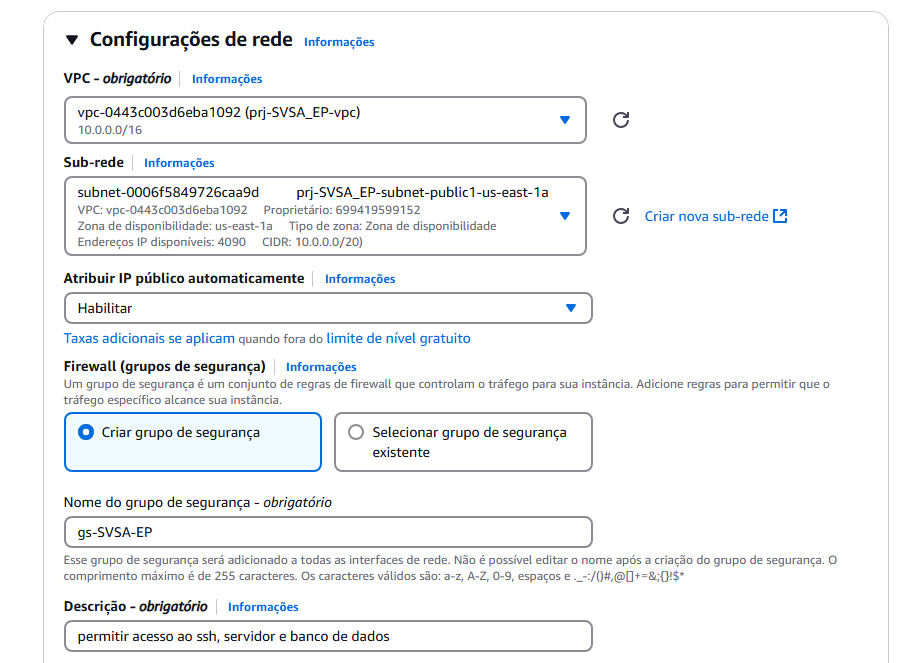 Configurações de rede Informações
VPC - obrigatório Informações
vpc-0443c003d6eba1092 (prj-SVSA_EP-vpc)
10.0.0.0/16
Sub-rede Informações
subnet-0006f5849726caa9d prj-SVSA_EP-subnet-public1-us-east-1a
VPC: vpc-0443c003d6eba1092 Proprietário: 699419599152
Zona de disponibilidade: us-east-1a Tipo de zona: Zona de disponibilidade
Endereços IP disponíveis: 4090 CIDR: 10.0.0.0/20)
Criar nova sub-rede
Atribuir IP público automaticamente Informações
Habilitar
Taxas adicionais se aplicam quando fora do limite de nível gratuito
Firewall (grupos de segurança) Informações
Um grupo de segurança é um conjunto de regras de firewall que controlam o tráfego para sua instância. Adicione regras para permitir que o
tráfego específico alcance sua instância.
Criar grupo de segurança
Selecionar grupo de segurança
existente
Nome do grupo de segurança - obrigatório
gs-SVSA-EP
Esse grupo de segurança será adicionado a todas as interfaces de rede. Não é possível editar o nome após a criação do grupo de segurança. O
comprimento máximo é de 255 caracteres. Os caracteres válidos são: a-z, A-Z, 0-9, espaços e ._-:/()#,@[]+=&;{}!$*
Descrição - obrigatório Informações
permitir acesso ao ssh, servidor e banco de dados